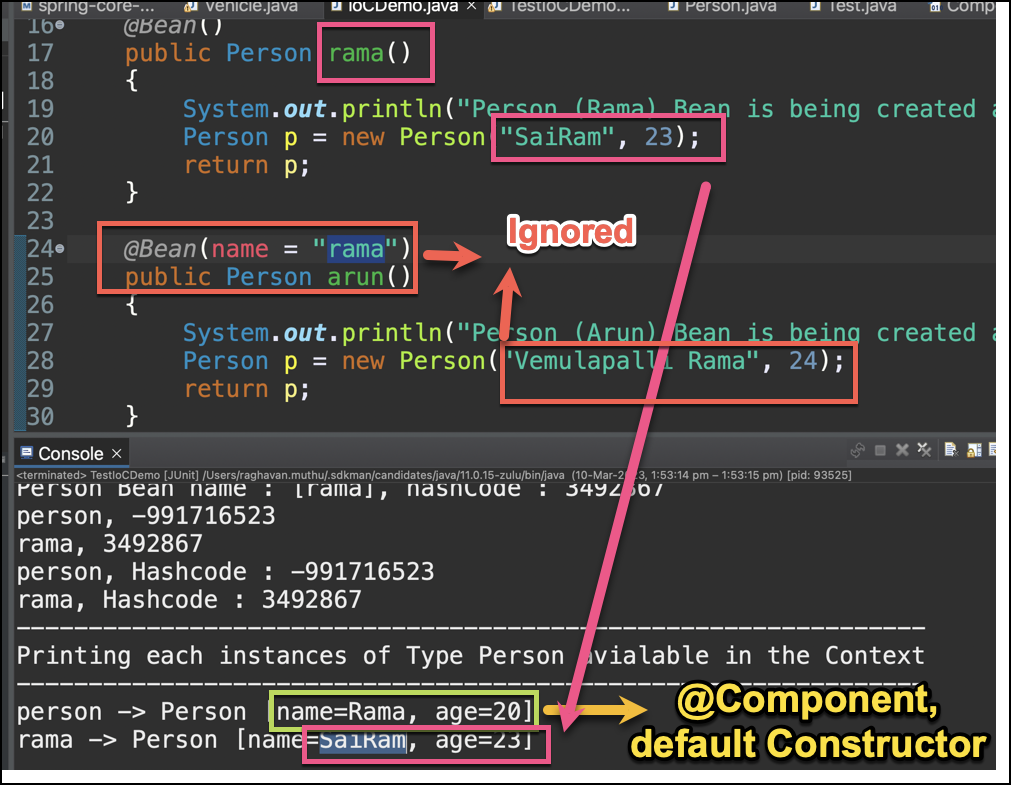 spring-core-... Vehicle.java IoCDemo.java × TestIoCDemo... Person.java Test.java Comp
16 @Bean()
17 public Person rama()
18 {
19 System.out.println("Person (Rama) Bean is being created a
20 Person p = new Person("SaiRam", 23);
21 return p;
22 }
23
Ignored
24 @Bean(name = "rama")
25 public Person arun()
26 {
27 System.out.println("Person (Arun) Bean is being created a
28 Person p = new Person("Vemulapalli Rama", 24);
29 return p;
30 }
Console ×
<terminated> TestIoCDemo [JUnit] /Users/raghavan.muthu/.sdkman/candidates/java/11.0.15-zulu/bin/java (10-Mar-2023, 1:53:14 pm – 1:53:15 pm) [pid: 93525]
Person Bean name : [rama], hashCode : 3492867
person, -991716523
rama, 3492867
person, Hashcode : -991716523
rama, Hashcode : 3492867
----------------------------------------------------------------
Printing each instances of Type Person avialable in the Context
----------------------------------------------------------------
person -> Person [name=Rama, age=20]
rama -> Person [name=SaiRam, age=23]
@Component,
default Constructor